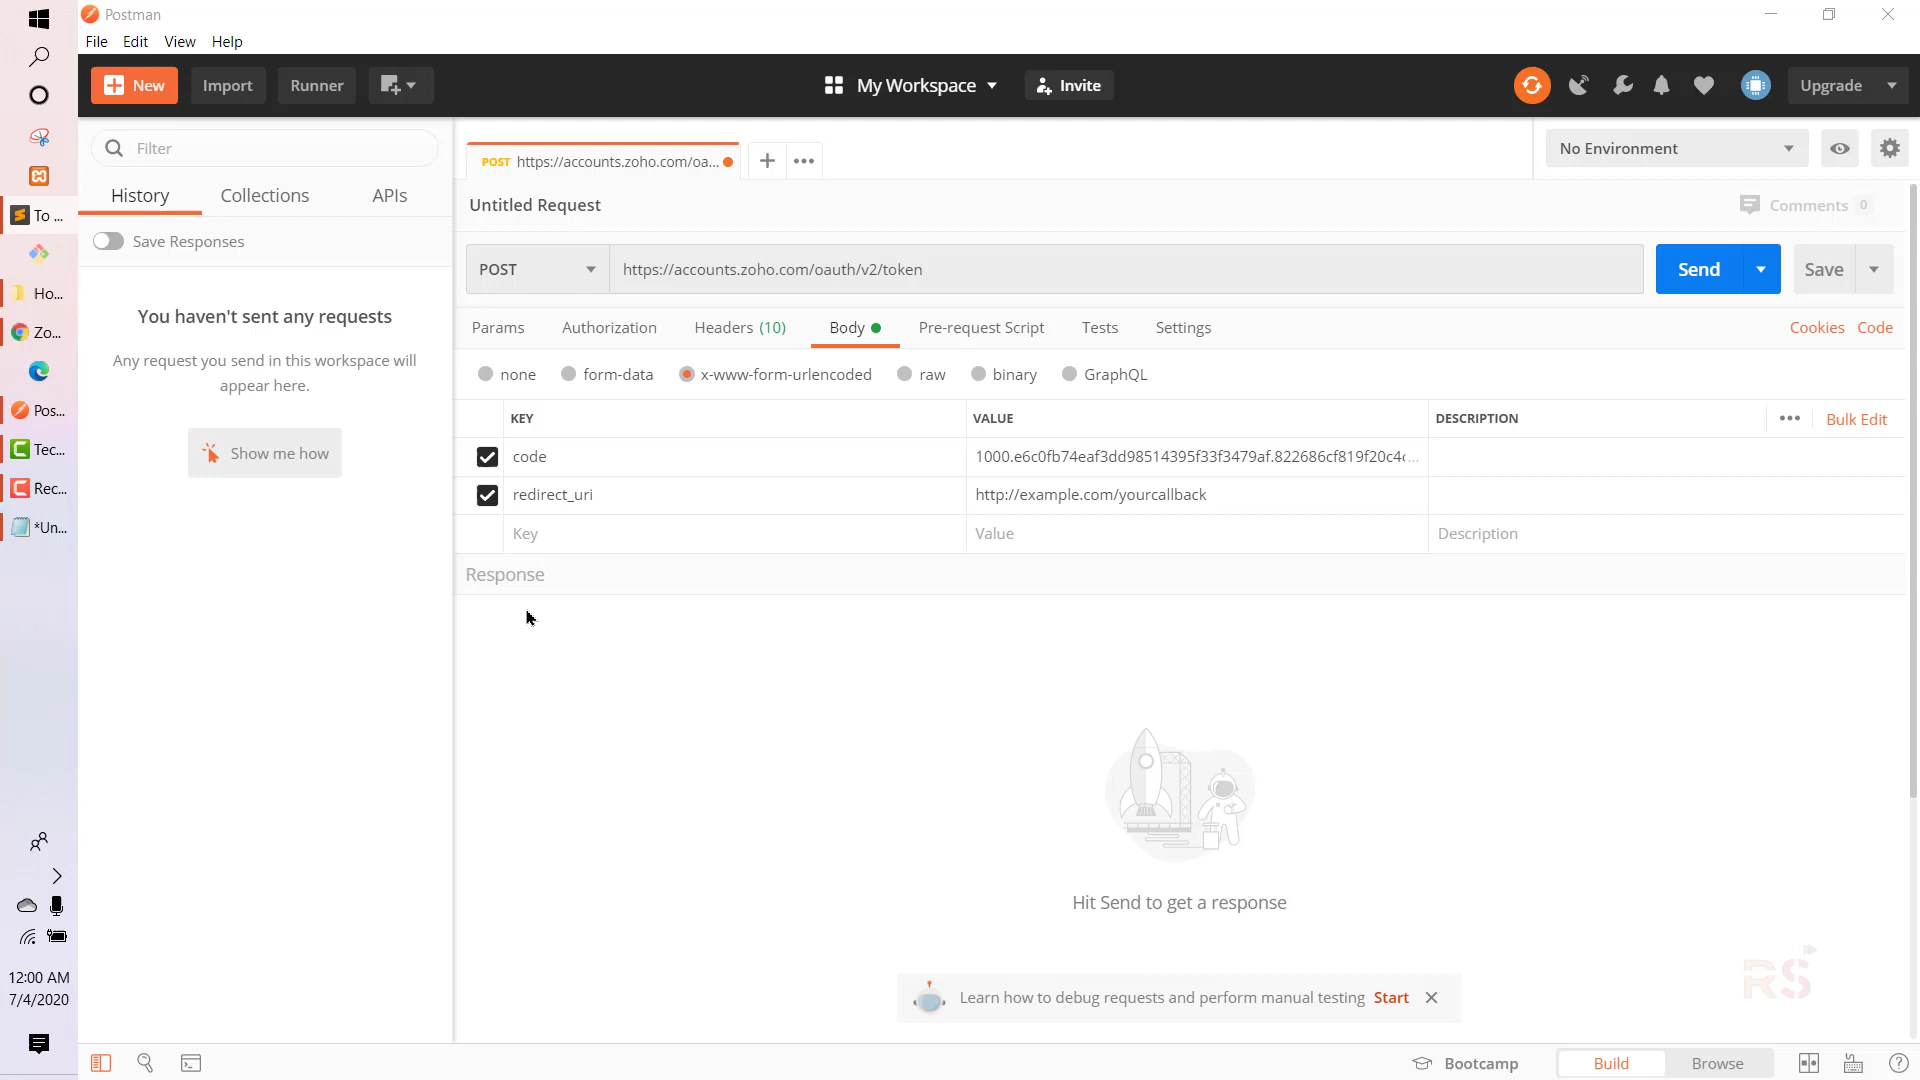 Postman
File Edit View Help
New Import Runner My Workspace Invite Upgrade
Filter
POST https://accounts.zoho.com/oa...
No Environment
History Collections APIs
Untitled Request
Comments 0
Save Responses
POST https://accounts.zoho.com/oauth/v2/token Send Save
You haven't sent any requests
Any request you send in this workspace will
appear here.
Show me how
Params Authorization Headers (10) Body Pre-request Script Tests Settings Cookies Code
none form-data x-www-form-urlencoded raw binary GraphQL
KEY VALUE DESCRIPTION Bulk Edit
code 1000.e6c0fb74eaf3dd98514395f33f3479af.822686cf819f20c4...
redirect_uri http://example.com/yourcallback
Key Value Description
Response
Hit Send to get a response
Learn how to debug requests and perform manual testing Start
RS
Bootcamp Build Browse
To ...
Ho...
Zo...
Pos...
Tec...
Rec...
*Un...
12:00 AM
7/4/2020